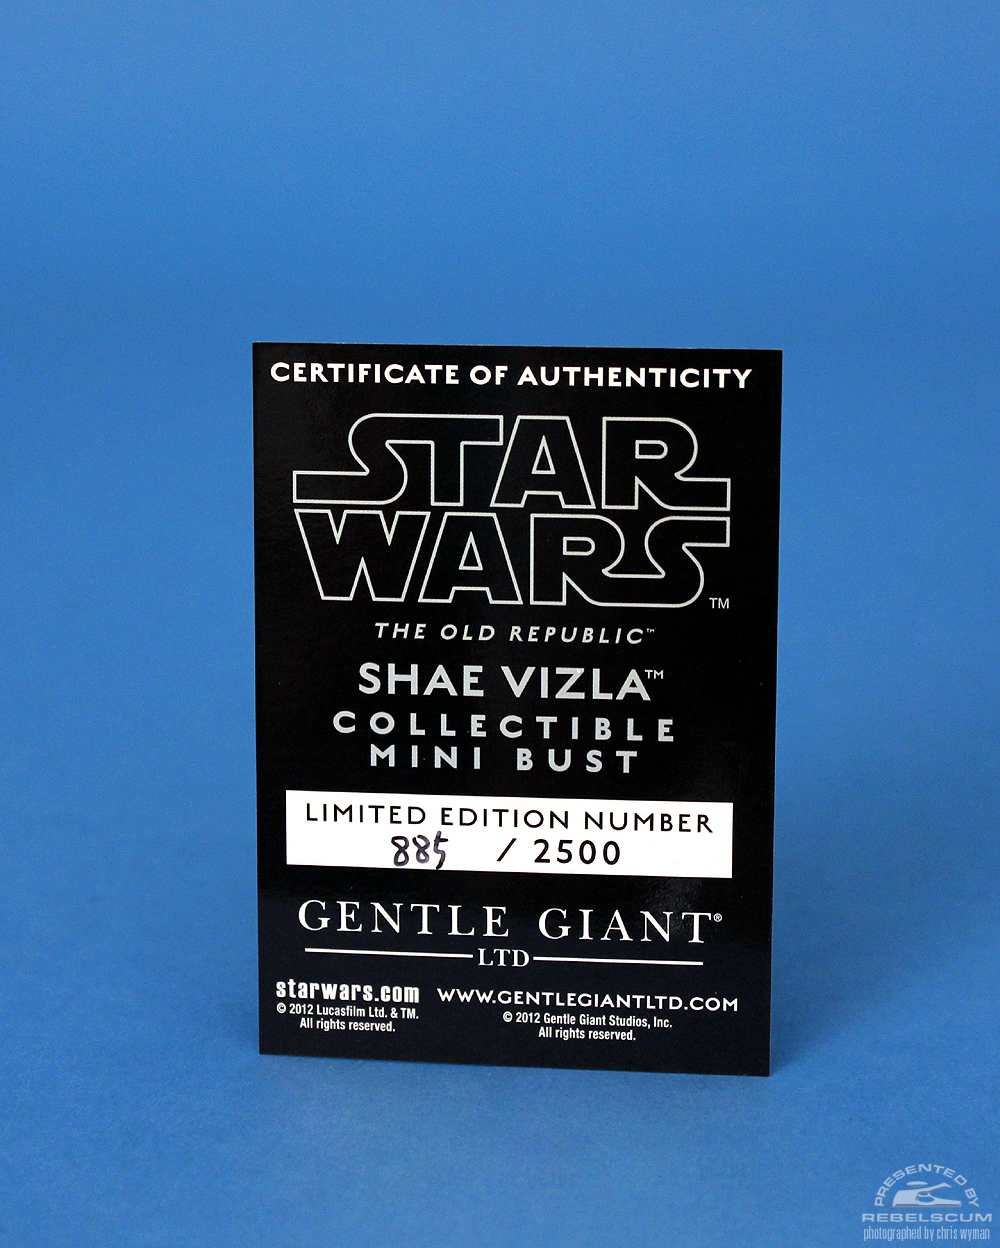 CERTIFICATE OF AUTHENTICITY
STAR
WARS™
THE OLD REPUBLIC™
SHAE VIZLA™
COLLECTIBLE
MINI BUST
LIMITED EDITION NUMBER
885 / 2500
GENTLE GIANT®
LTD
starwars.com WWW.GENTLEGIANTLTD.COM
© 2012 Lucasfilm Ltd. & TM. © 2012 Gentle Giant Studios, Inc.
All rights reserved. All rights reserved.
PRESENTED BY
REBELSCUM
photographed by chris wyman